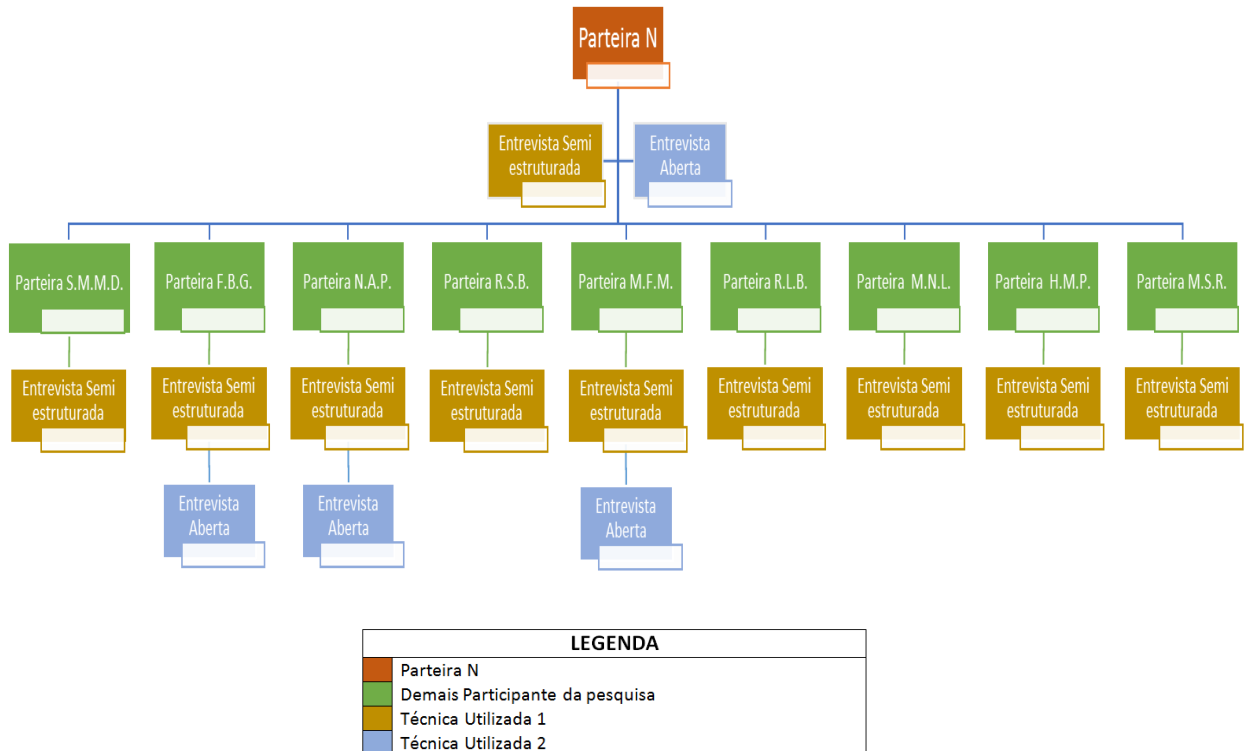 Parteira N
Entrevista Semi
estruturada
Entrevista
Aberta
Parteira S.M.M.D.
Parteira F.B.G.
Parteira N.A.P.
Parteira R.S.B.
Parteira M.F.M.
Parteira R.L.B.
Parteira M.N.L.
Parteira H.M.P.
Parteira M.S.R.
Entrevista Semi
estruturada
Entrevista Semi
estruturada
Entrevista Semi
estruturada
Entrevista Semi
estruturada
Entrevista Semi
estruturada
Entrevista Semi
estruturada
Entrevista Semi
estruturada
Entrevista Semi
estruturada
Entrevista Semi
estruturada
Entrevista
Aberta
Entrevista
Aberta
Entrevista
Aberta
LEGENDA
Parteira N
Demais Participante da pesquisa
Técnica Utilizada 1
Técnica Utilizada 2